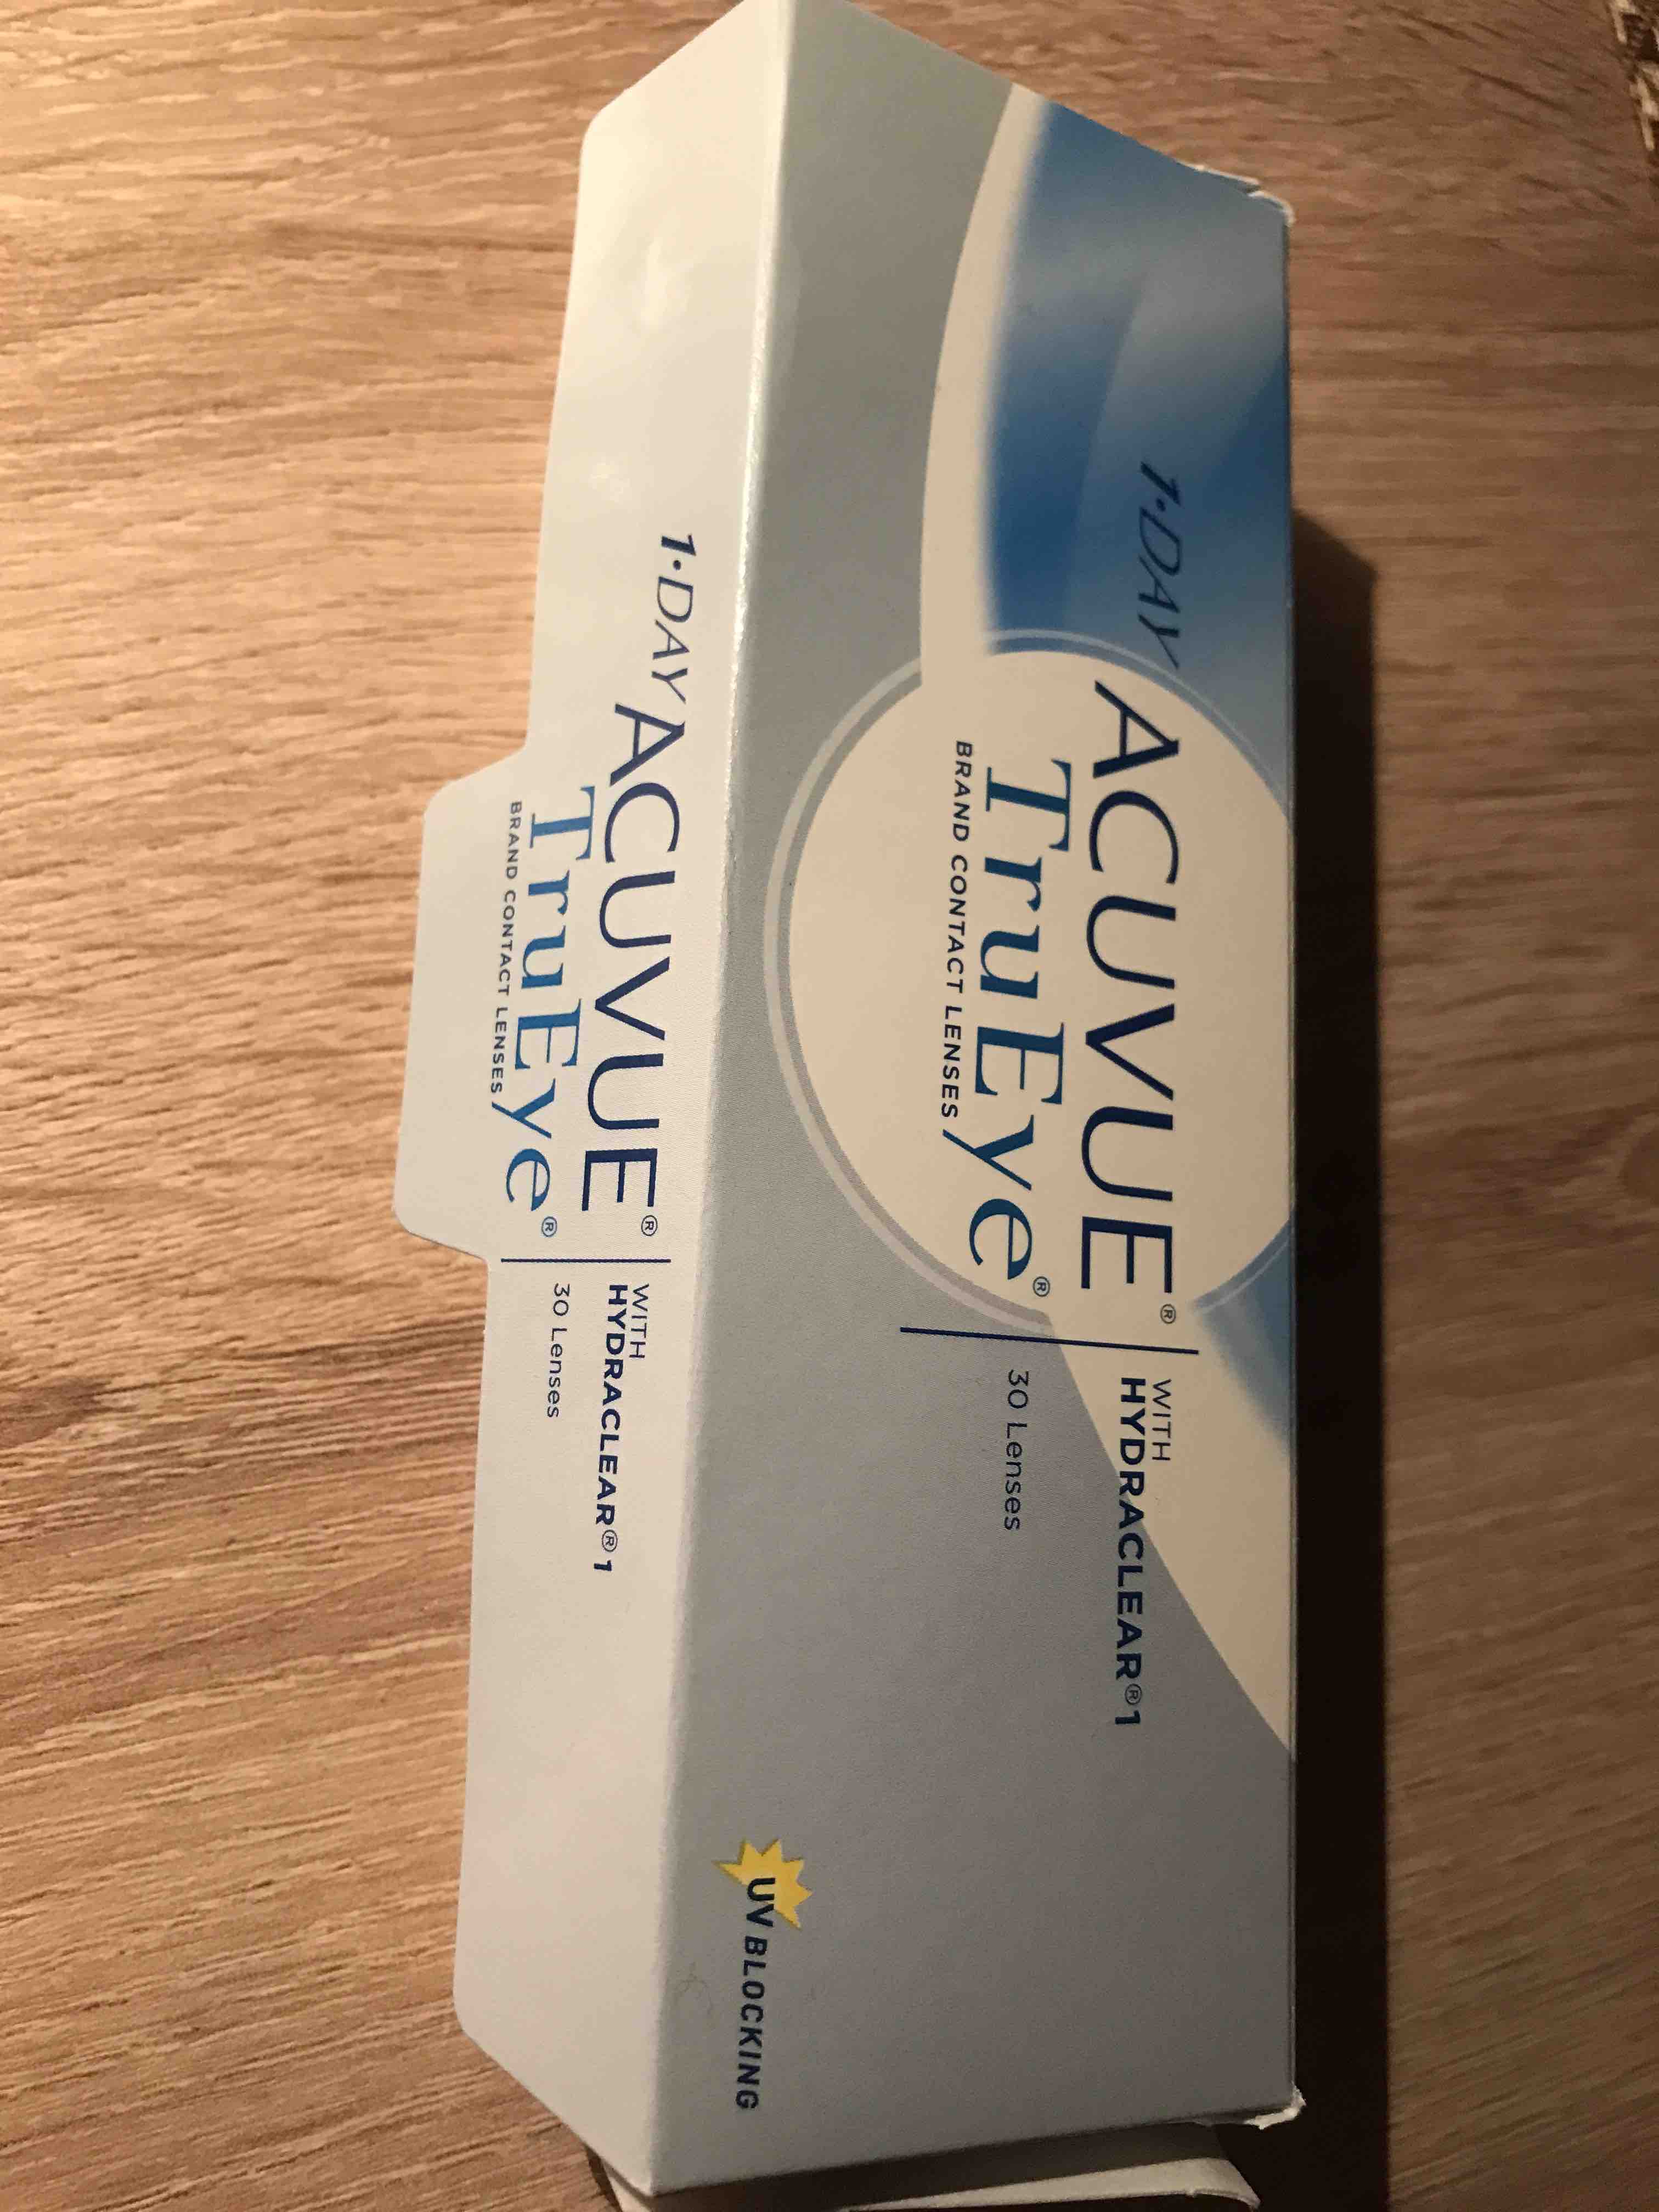 1·DAY ACUVUE®
TruEye®
BRAND CONTACT LENSES
WITH
HYDRACLEAR®1
30 Lenses
UV BLOCKING
1·DAY ACUVUE®
TruEye®
BRAND CONTACT LENSES
WITH
HYDRACLEAR®1
30 Lenses